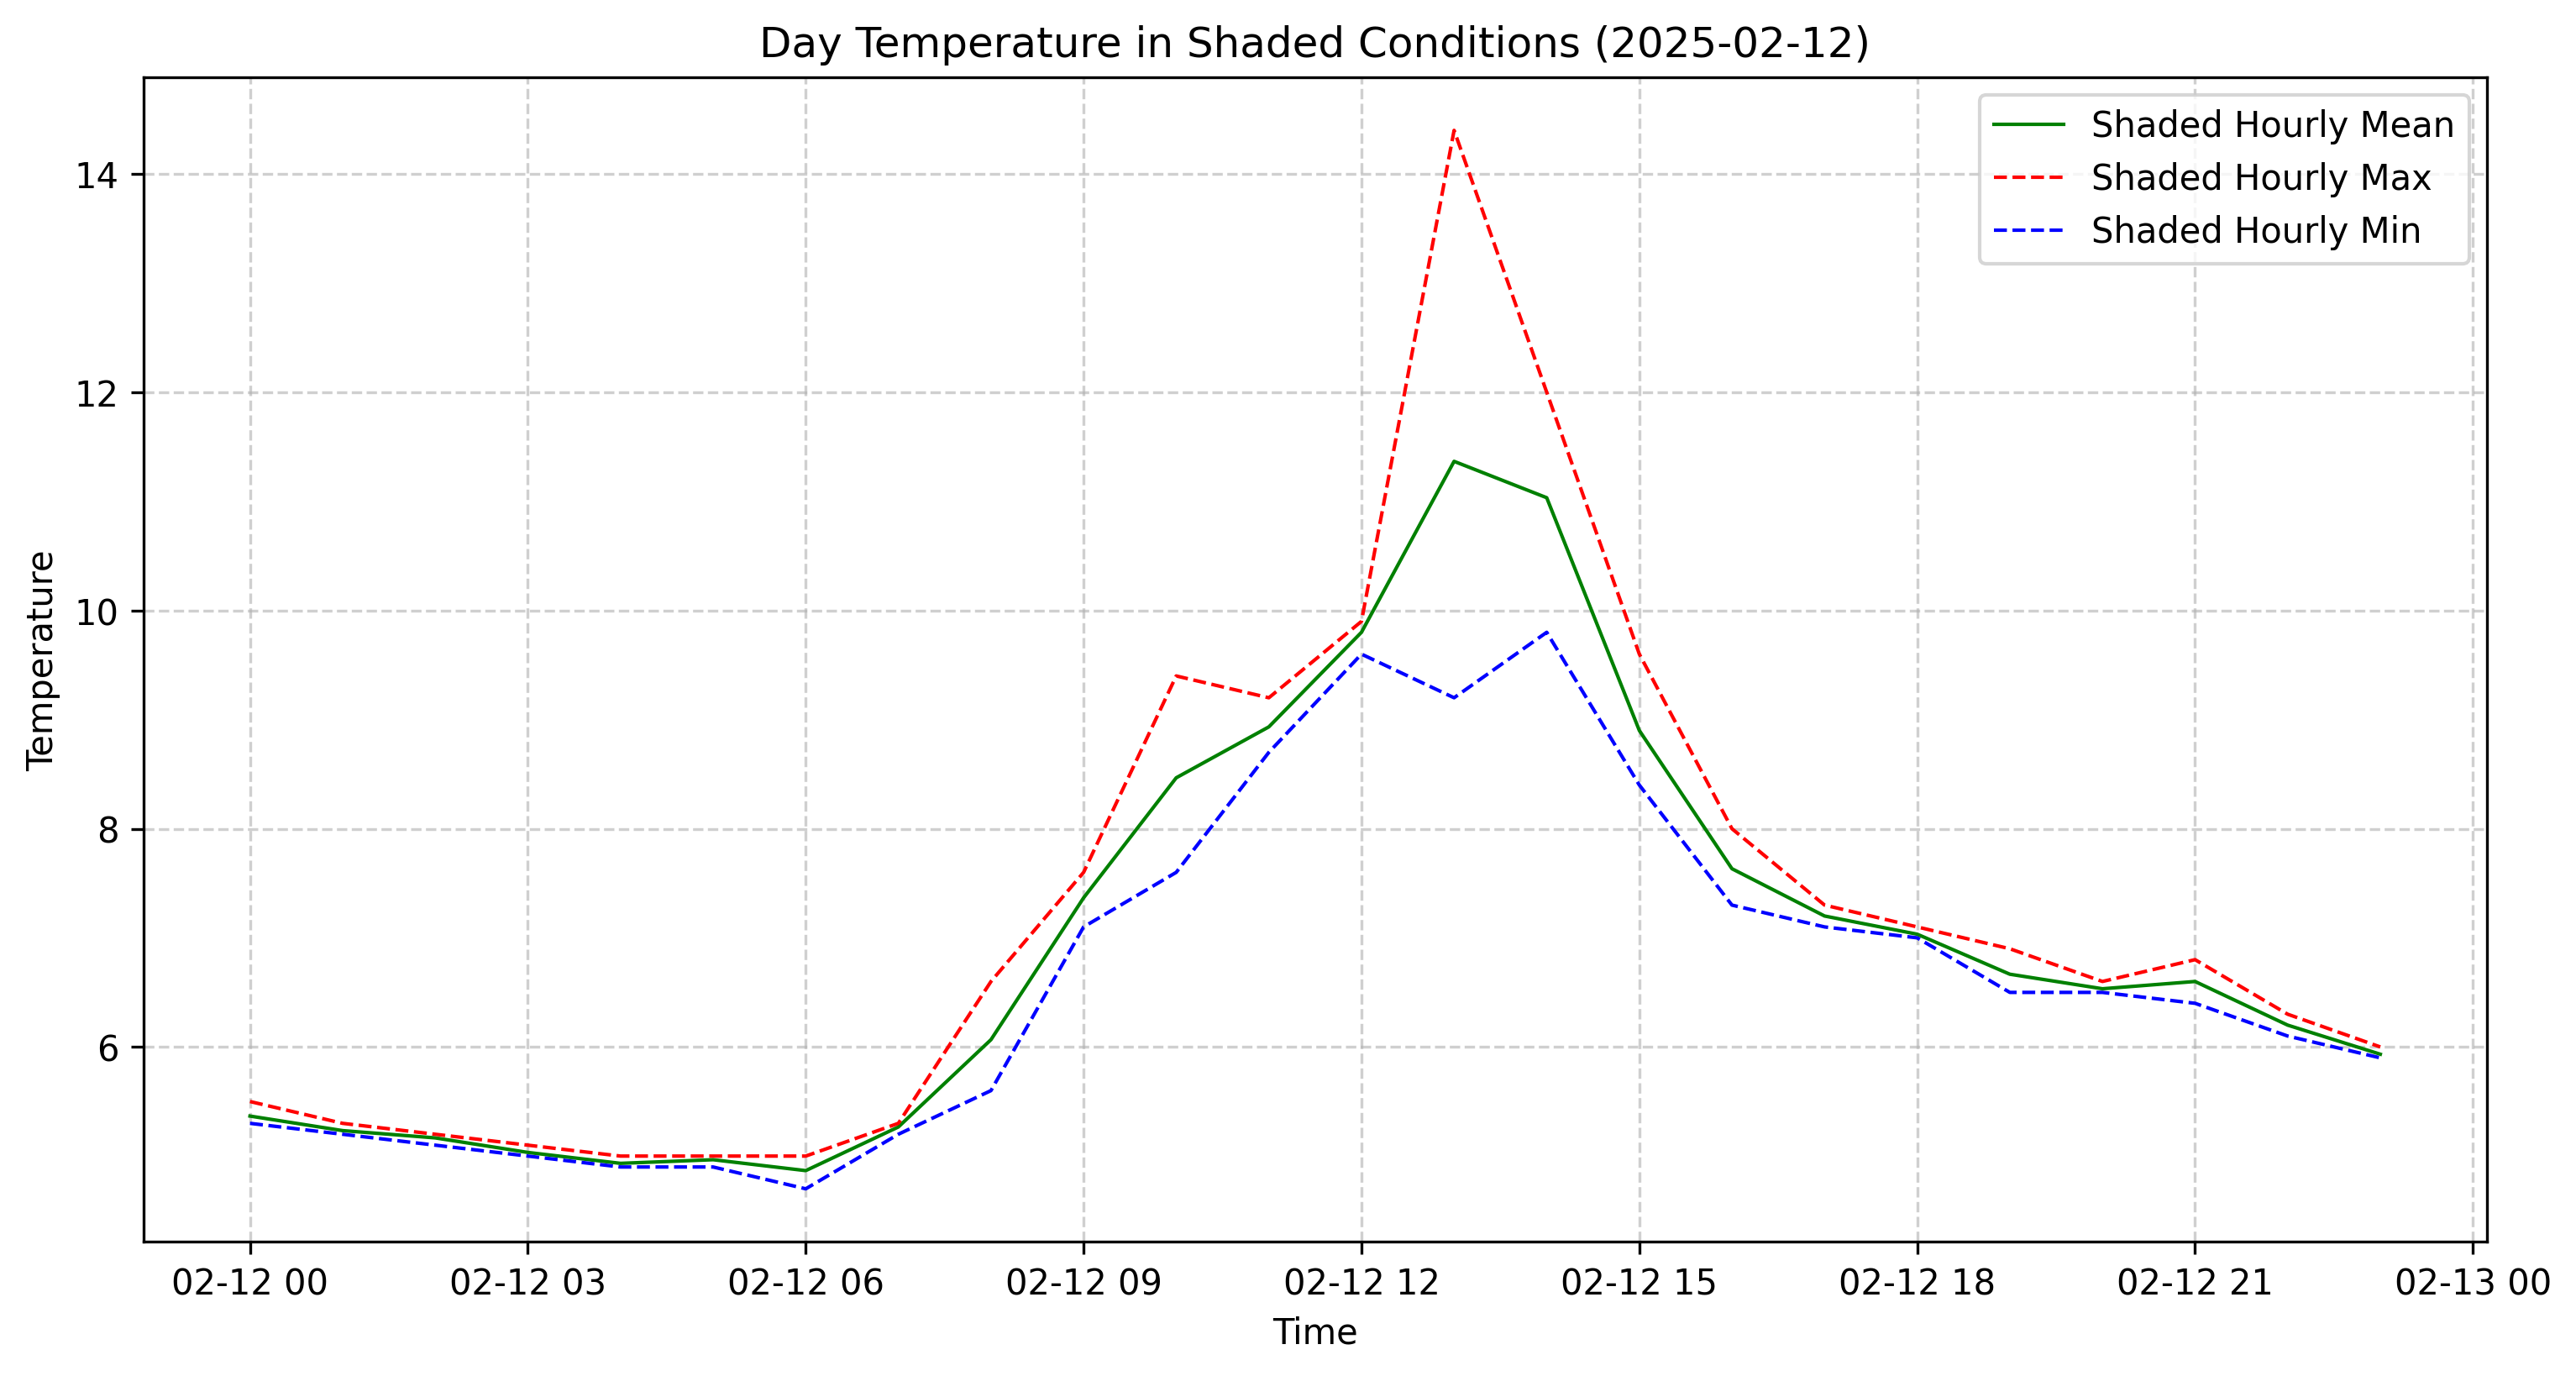 Day Temperature in Shaded Conditions (2025-02-12)
Shaded Hourly Mean
Shaded Hourly Max
Shaded Hourly Min
Temperature
14
12
10
8
6
02-12 00 02-12 03 02-12 06 02-12 09 02-12 12 02-12 15 02-12 18 02-12 21 02-13 00
Time